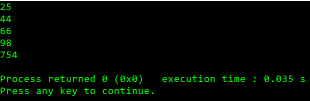 25
44
66
98
754
Process returned 0 (0x0)   execution time : 0.035 s
Press any key to continue.